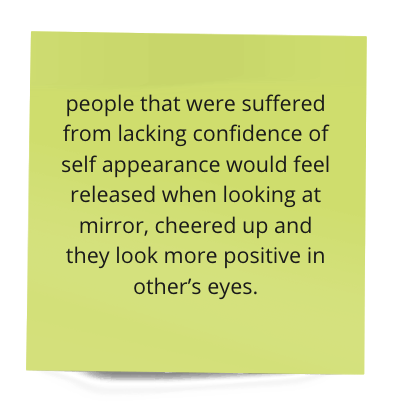 people that were suffered
from lacking confidence of
self appearance would feel
released when looking at
mirror, cheered up and
they look more positive in
other’s eyes.